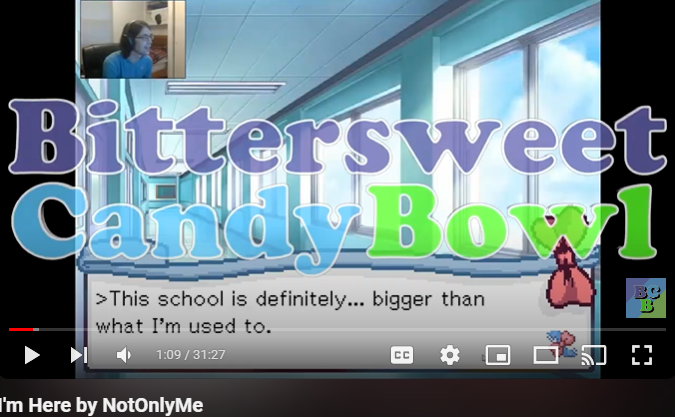 Bittersweet
CandyBowl
>This school is definitely... bigger than
what I'm used to.
BCB
1:09 / 31:27
CC
I'm Here by NotOnlyMe